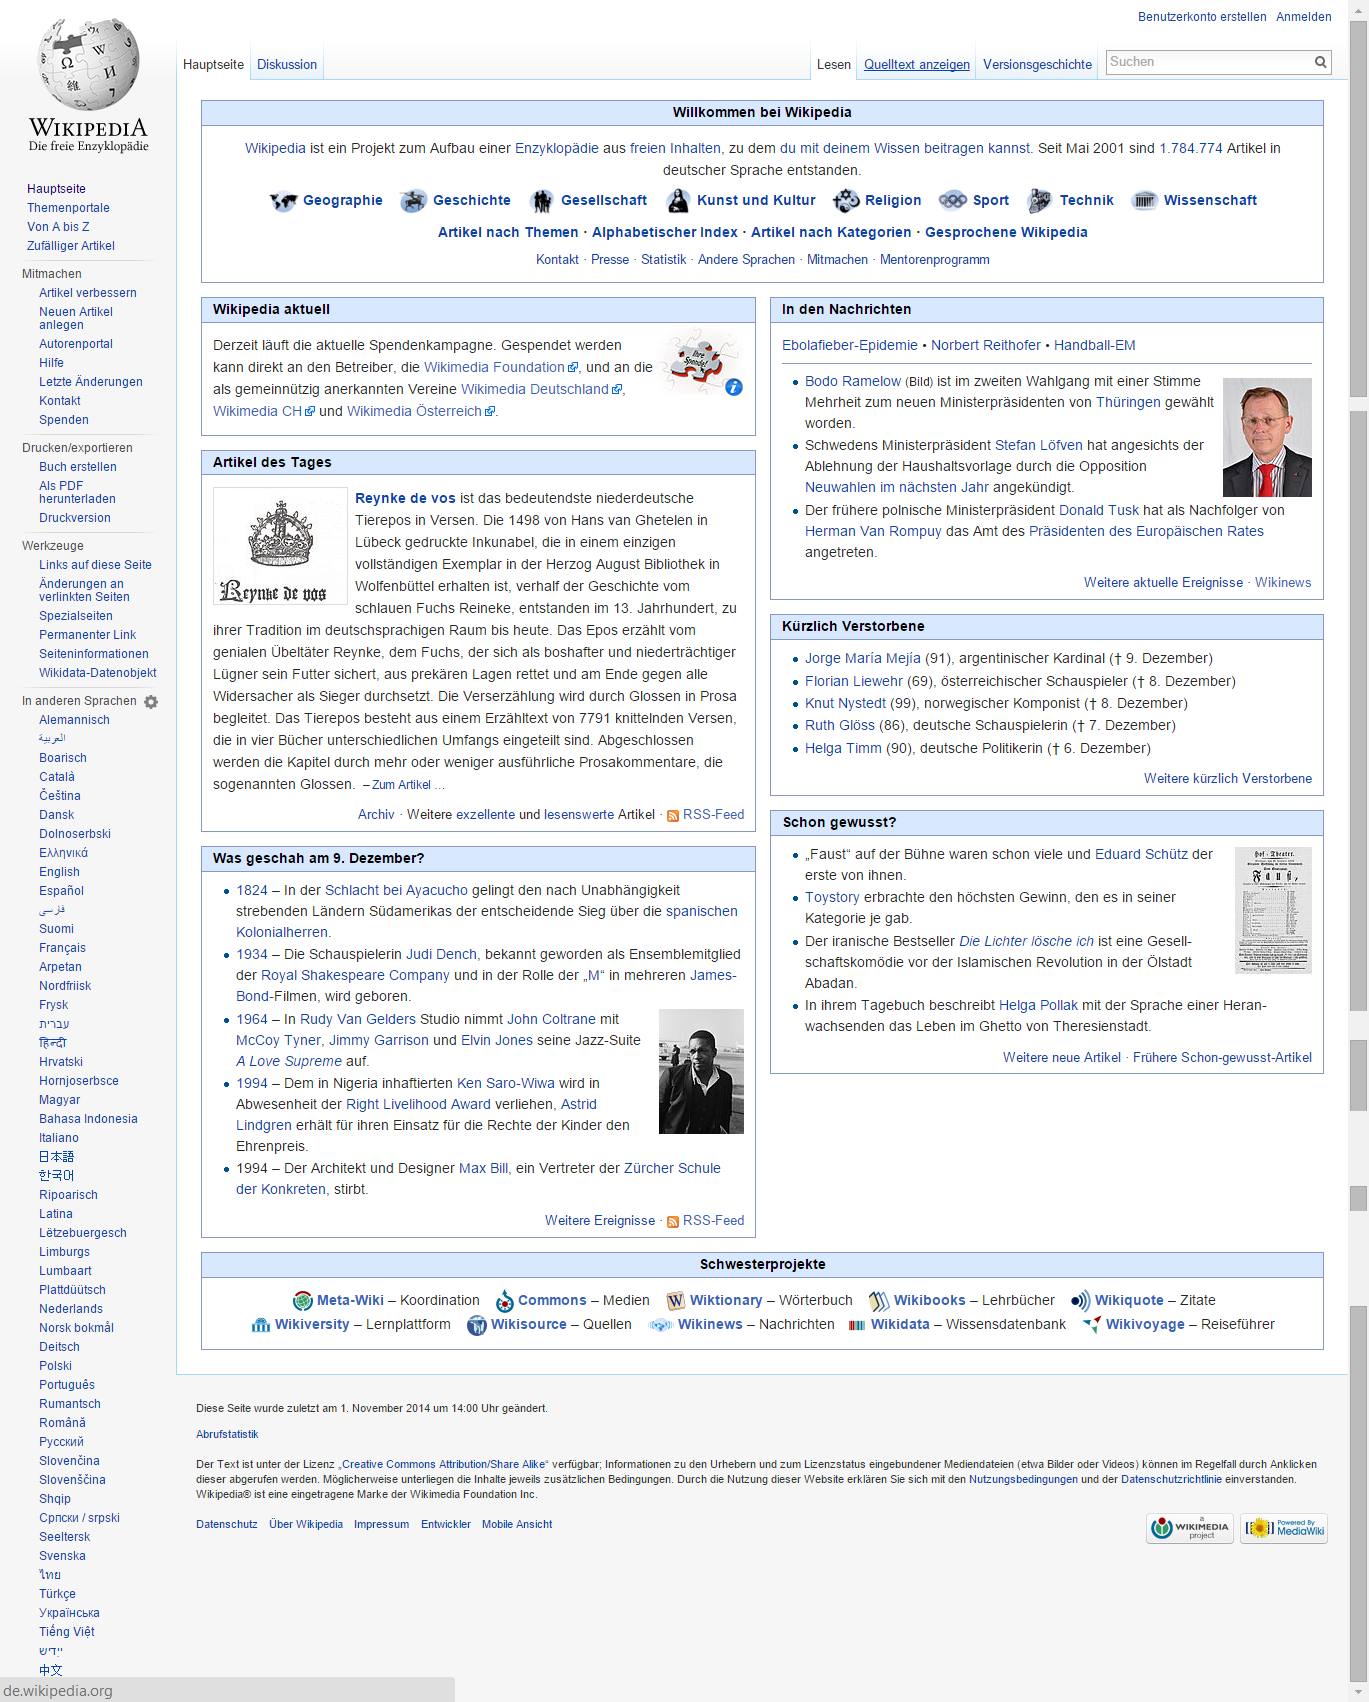 WIKIPEDIA
Die freie Enzyklopädie
Benutzerkonto erstellen Anmelden
Hauptseite Diskussion Lesen Quelltext anzeigen Versionsgeschichte Suchen
Hauptseite
Themenportale
Von A bis Z
Zufälliger Artikel
Mitmachen
Artikel verbessern
Neuen Artikel
anlegen
Autorenportal
Hilfe
Letzte Änderungen
Kontakt
Spenden
Drucken/exportieren
Buch erstellen
Als PDF
herunterladen
Druckversion
Werkzeuge
Links auf diese Seite
Änderungen an
verlinkten Seiten
Spezialseiten
Permanenter Link
Seiteninformationen
Wikidata-Datenobjekt
In anderen Sprachen
Alemannisch
العربية
Boarisch
Català
Čeština
Dansk
Dolnoserbski
Ελληνικά
English
Español
فارسی
Suomi
Français
Arpetan
Nordfriisk
Frysk
עברית
हिन्दी
Hrvatski
Hornjoserbsce
Magyar
Bahasa Indonesia
Italiano
日本語
한국어
Ripoarisch
Latina
Lëtzebuergesch
Limburgs
Lumbaart
Plattdüütsch
Nederlands
Norsk bokmål
Deitsch
Polski
Português
Rumantsch
Română
Русский
Slovenčina
Slovenščina
Shqip
Српски / srpski
Seeltersk
Svenska
ไทย
Türkçe
Українська
Tiếng Việt
ייִדיש
中文
Willkommen bei Wikipedia
Wikipedia ist ein Projekt zum Aufbau einer Enzyklopädie aus freien Inhalten, zu dem du mit deinem Wissen beitragen kannst. Seit Mai 2001 sind 1.784.774 Artikel in
deutscher Sprache entstanden.
Geographie Geschichte Gesellschaft Kunst und Kultur Religion Sport Technik Wissenschaft
Artikel nach Themen · Alphabetischer Index · Artikel nach Kategorien · Gesprochene Wikipedia
Kontakt · Presse · Statistik · Andere Sprachen · Mitmachen · Mentorenprogramm
Wikipedia aktuell
Derzeit läuft die aktuelle Spendenkampagne. Gespendet werden
kann direkt an den Betreiber, die Wikimedia Foundation, und an die
als gemeinnützig anerkannten Vereine Wikimedia Deutschland,
Wikimedia CH und Wikimedia Österreich.
Ihre
Spende!
Artikel des Tages
Reynke de vos
Reynke de vos ist das bedeutendste niederdeutsche
Tierepos in Versen. Die 1498 von Hans van Ghetelen in
Lübeck gedruckte Inkunabel, die in einem einzigen
vollständigen Exemplar in der Herzog August Bibliothek in
Wolfenbüttel erhalten ist, verhalf der Geschichte vom
schlauen Fuchs Reineke, entstanden im 13. Jahrhundert, zu
ihrer Tradition im deutschsprachigen Raum bis heute. Das Epos erzählt vom
genialen Übeltäter Reynke, dem Fuchs, der sich als boshafter und niederträchtiger
Lügner sein Futter sichert, aus prekären Lagen rettet und am Ende gegen alle
Widersacher als Sieger durchsetzt. Die Verserzählung wird durch Glossen in Prosa
begleitet. Das Tierepos besteht aus einem Erzähltext von 7791 knittelnden Versen,
die in vier Bücher unterschiedlichen Umfangs eingeteilt sind. Abgeschlossen
werden die Kapitel durch mehr oder weniger ausführliche Prosakommentare, die
sogenannten Glossen. – Zum Artikel …
Archiv · Weitere exzellente und lesenswerte Artikel · RSS-Feed
Was geschah am 9. Dezember?
1824 – In der Schlacht bei Ayacucho gelingt den nach Unabhängigkeit
strebenden Ländern Südamerikas der entscheidende Sieg über die spanischen
Kolonialherren.
1934 – Die Schauspielerin Judi Dench, bekannt geworden als Ensemblemitglied
der Royal Shakespeare Company und in der Rolle der „M“ in mehreren James-
Bond-Filmen, wird geboren.
1964 – In Rudy Van Gelders Studio nimmt John Coltrane mit
McCoy Tyner, Jimmy Garrison und Elvin Jones seine Jazz-Suite
A Love Supreme auf.
1994 – Dem in Nigeria inhaftierten Ken Saro-Wiwa wird in
Abwesenheit der Right Livelihood Award verliehen, Astrid
Lindgren erhält für ihren Einsatz für die Rechte der Kinder den
Ehrenpreis.
1994 – Der Architekt und Designer Max Bill, ein Vertreter der Zürcher Schule
der Konkreten, stirbt.
Weitere Ereignisse · RSS-Feed
In den Nachrichten
Ebolafieber-Epidemie • Norbert Reithofer • Handball-EM
Bodo Ramelow (Bild) ist im zweiten Wahlgang mit einer Stimme
Mehrheit zum neuen Ministerpräsidenten von Thüringen gewählt
worden.
Schwedens Ministerpräsident Stefan Löfven hat angesichts der
Ablehnung der Haushaltsvorlage durch die Opposition
Neuwahlen im nächsten Jahr angekündigt.
Der frühere polnische Ministerpräsident Donald Tusk hat als Nachfolger von
Herman Van Rompuy das Amt des Präsidenten des Europäischen Rates
angetreten.
Weitere aktuelle Ereignisse · Wikinews
Kürzlich Verstorbene
Jorge María Mejía (91), argentinischer Kardinal († 9. Dezember)
Florian Liewehr (69), österreichischer Schauspieler († 8. Dezember)
Knut Nystedt (99), norwegischer Komponist († 8. Dezember)
Ruth Glöss (86), deutsche Schauspielerin († 7. Dezember)
Helga Timm (90), deutsche Politikerin († 6. Dezember)
Weitere kürzlich Verstorbene
Schon gewusst?
„Faust“ auf der Bühne waren schon viele und Eduard Schütz der
erste von ihnen.
Toystory erbrachte den höchsten Gewinn, den es in seiner
Kategorie je gab.
Der iranische Bestseller Die Lichter lösche ich ist eine Gesell-
schaftskomödie vor der Islamischen Revolution in der Ölstadt
Abadan.
In ihrem Tagebuch beschreibt Helga Pollak mit der Sprache einer Heran-
wachsenden das Leben im Ghetto von Theresienstadt.
Hof-Theater.
Faust,
Weitere neue Artikel · Frühere Schon-gewusst-Artikel
Schwesterprojekte
Meta-Wiki – Koordination Commons – Medien Wiktionary – Wörterbuch Wikibooks – Lehrbücher Wikiquote – Zitate
Wikiversity – Lernplattform Wikisource – Quellen Wikinews – Nachrichten Wikidata – Wissensdatenbank Wikivoyage – Reiseführer
Diese Seite wurde zuletzt am 1. November 2014 um 14:00 Uhr geändert.
Abrufstatistik
Der Text ist unter der Lizenz „Creative Commons Attribution/Share Alike“ verfügbar; Informationen zu den Urhebern und zum Lizenzstatus eingebundener Mediendateien (etwa Bilder oder Videos) können im Regelfall durch Anklicken
dieser abgerufen werden. Möglicherweise unterliegen die Inhalte jeweils zusätzlichen Bedingungen. Durch die Nutzung dieser Website erklären Sie sich mit den Nutzungsbedingungen und der Datenschutzrichtlinie einverstanden.
Wikipedia® ist eine eingetragene Marke der Wikimedia Foundation Inc.
Datenschutz Über Wikipedia Impressum Entwickler Mobile Ansicht
a WIKIMEDIA project
Powered By MediaWiki
de.wikipedia.org